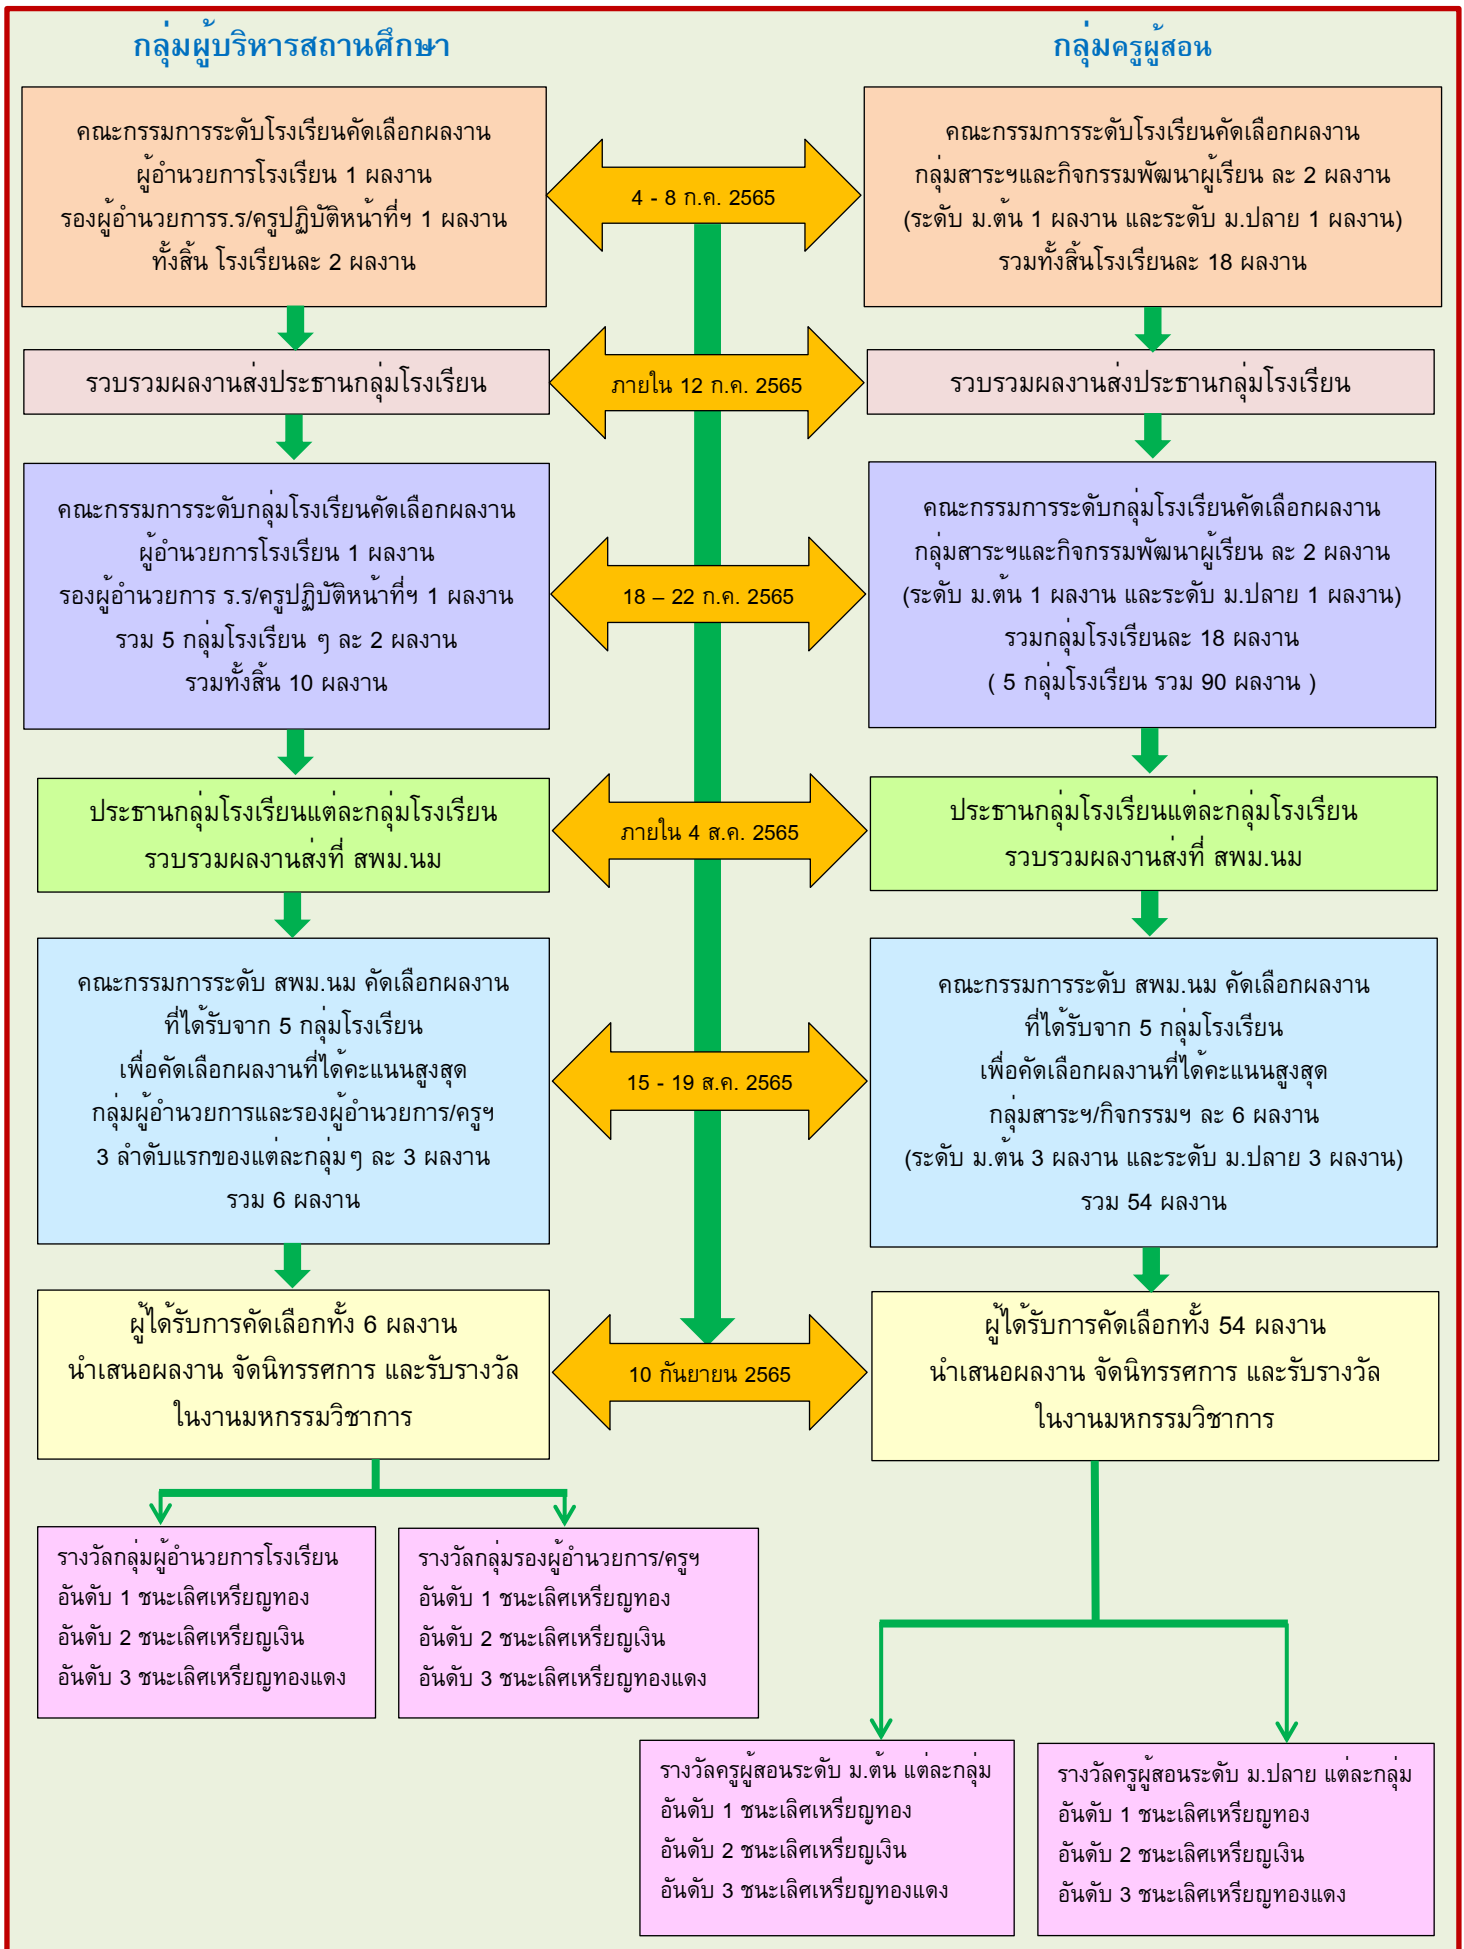 กลุ่มผู้บริหารสถานศึกษา
กลุ่มครูผู้สอน
คณะกรรมการระดับโรงเรียนคัดเลือกผลงาน
ผู้อำนวยการโรงเรียน 1 ผลงาน
รองผู้อำนวยการร.ร/ครูปฏิบัติหน้าที่ฯ 1 ผลงาน
ทั้งสิ้น โรงเรียนละ 2 ผลงาน
4 - 8 ก.ค. 2565
คณะกรรมการระดับโรงเรียนคัดเลือกผลงาน
กลุ่มสาระฯและกิจกรรมพัฒนาผู้เรียน ละ 2 ผลงาน
(ระดับ ม.ต้น 1 ผลงาน และระดับ ม.ปลาย 1 ผลงาน)
รวมทั้งสิ้นโรงเรียนละ 18 ผลงาน
รวบรวมผลงานส่งประธานกลุ่มโรงเรียน
ภายใน 12 ก.ค. 2565
รวบรวมผลงานส่งประธานกลุ่มโรงเรียน
คณะกรรมการระดับกลุ่มโรงเรียนคัดเลือกผลงาน
ผู้อำนวยการโรงเรียน 1 ผลงาน
รองผู้อำนวยการ ร.ร/ครูปฏิบัติหน้าที่ฯ 1 ผลงาน
รวม 5 กลุ่มโรงเรียน ๆ ละ 2 ผลงาน
รวมทั้งสิ้น 10 ผลงาน
18 – 22 ก.ค. 2565
คณะกรรมการระดับกลุ่มโรงเรียนคัดเลือกผลงาน
กลุ่มสาระฯและกิจกรรมพัฒนาผู้เรียน ละ 2 ผลงาน
(ระดับ ม.ต้น 1 ผลงาน และระดับ ม.ปลาย 1 ผลงาน)
รวมกลุ่มโรงเรียนละ 18 ผลงาน
( 5 กลุ่มโรงเรียน รวม 90 ผลงาน )
ประธานกลุ่มโรงเรียนแต่ละกลุ่มโรงเรียน
รวบรวมผลงานส่งที่ สพม.นม
ภายใน 4 ส.ค. 2565
ประธานกลุ่มโรงเรียนแต่ละกลุ่มโรงเรียน
รวบรวมผลงานส่งที่ สพม.นม
คณะกรรมการระดับ สพม.นม คัดเลือกผลงาน
ที่ได้รับจาก 5 กลุ่มโรงเรียน
เพื่อคัดเลือกผลงานที่ได้คะแนนสูงสุด
กลุ่มผู้อำนวยการและรองผู้อำนวยการ/ครูฯ
3 ลำดับแรกของแต่ละกลุ่มๆ ละ 3 ผลงาน
รวม 6 ผลงาน
15 - 19 ส.ค. 2565
คณะกรรมการระดับ สพม.นม คัดเลือกผลงาน
ที่ได้รับจาก 5 กลุ่มโรงเรียน
เพื่อคัดเลือกผลงานที่ได้คะแนนสูงสุด
กลุ่มสาระฯ/กิจกรรมฯ ละ 6 ผลงาน
(ระดับ ม.ต้น 3 ผลงาน และระดับ ม.ปลาย 3 ผลงาน)
รวม 54 ผลงาน
ผู้ได้รับการคัดเลือกทั้ง 6 ผลงาน
นำเสนอผลงาน จัดนิทรรศการ และรับรางวัล
ในงานมหกรรมวิชาการ
10 กันยายน 2565
ผู้ได้รับการคัดเลือกทั้ง 54 ผลงาน
นำเสนอผลงาน จัดนิทรรศการ และรับรางวัล
ในงานมหกรรมวิชาการ
รางวัลกลุ่มผู้อำนวยการโรงเรียน
อันดับ 1 ชนะเลิศเหรียญทอง
อันดับ 2 ชนะเลิศเหรียญเงิน
อันดับ 3 ชนะเลิศเหรียญทองแดง
รางวัลกลุ่มรองผู้อำนวยการ/ครูฯ
อันดับ 1 ชนะเลิศเหรียญทอง
อันดับ 2 ชนะเลิศเหรียญเงิน
อันดับ 3 ชนะเลิศเหรียญทองแดง
รางวัลครูผู้สอนระดับ ม.ต้น แต่ละกลุ่ม
อันดับ 1 ชนะเลิศเหรียญทอง
อันดับ 2 ชนะเลิศเหรียญเงิน
อันดับ 3 ชนะเลิศเหรียญทองแดง
รางวัลครูผู้สอนระดับ ม.ปลาย แต่ละกลุ่ม
อันดับ 1 ชนะเลิศเหรียญทอง
อันดับ 2 ชนะเลิศเหรียญเงิน
อันดับ 3 ชนะเลิศเหรียญทองแดง